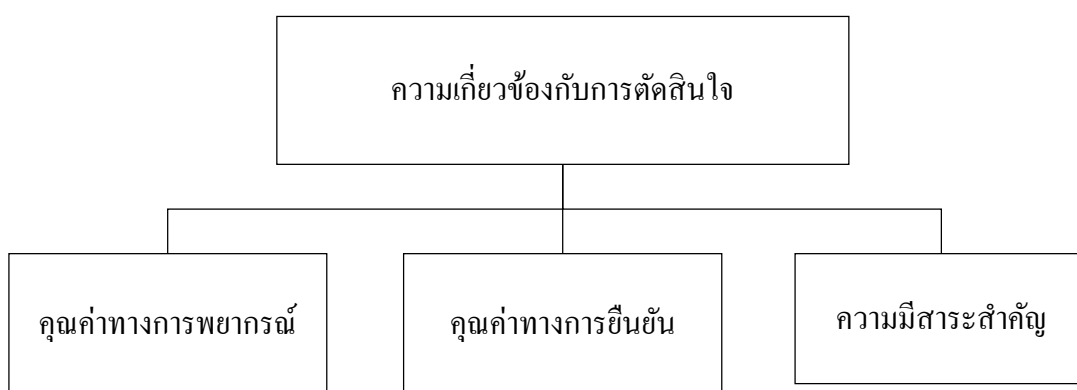 ความเกี่ยวข้องกับการตัดสินใจ
คุณค่าทางการพยากรณ์
คุณค่าทางการยืนยัน
ความมีสาระสำคัญ